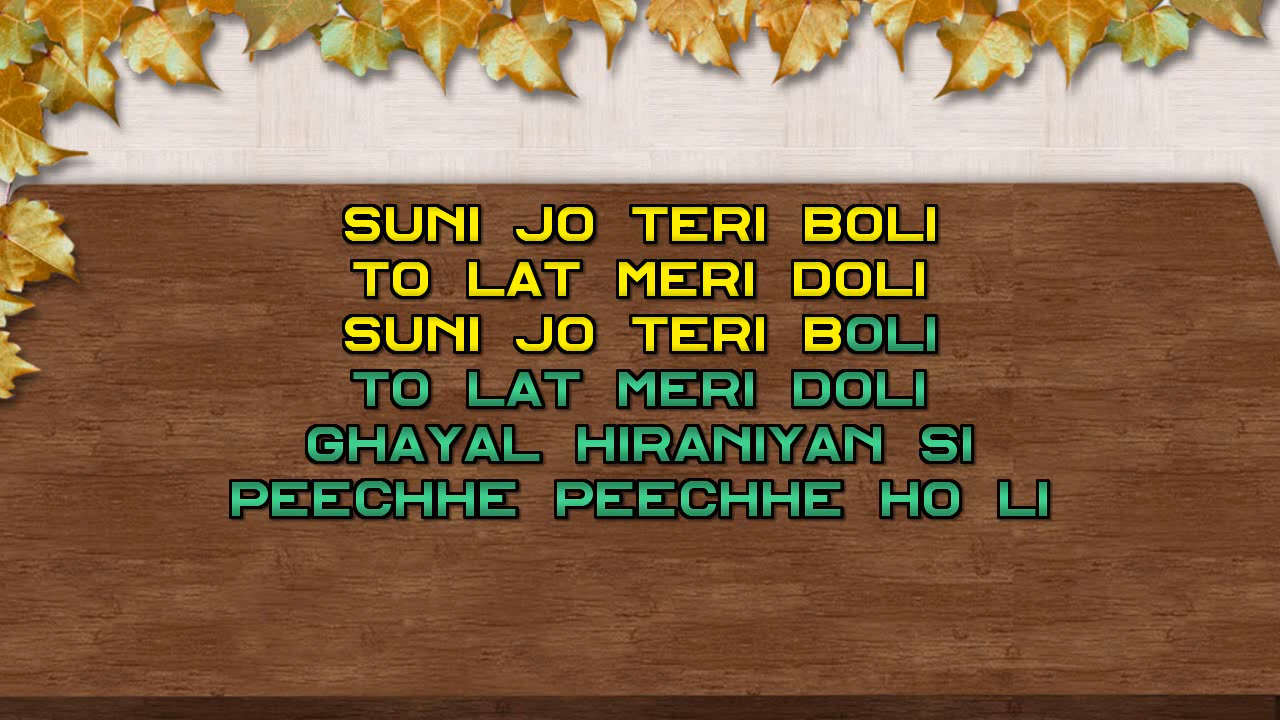 SUNI JO TERI BOLI
TO LAT MERI DOLI
SUNI JO TERI BOLI
TO LAT MERI DOLI
GHAYAL HIRANIYAN SI
PEECHHE PEECHHE HO LI